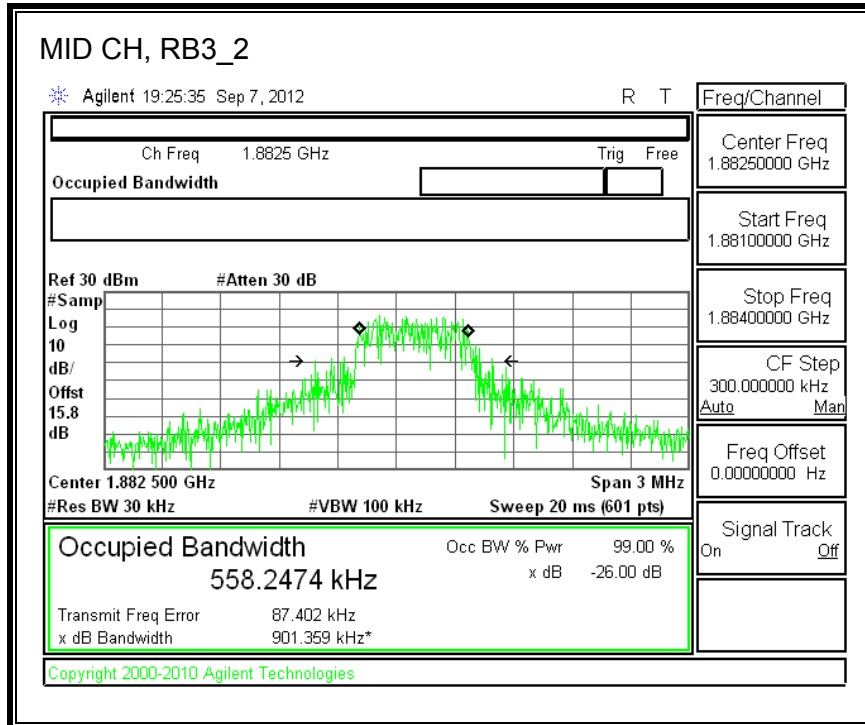 MID CH, RB3_2
Agilent 19:25:35 Sep 7, 2012 R T
Freq/Channel
Ch Freq 1.8825 GHz Trig Free
Occupied Bandwidth
Center Freq
1.88250000 GHz
Start Freq
1.88100000 GHz
Stop Freq
1.88400000 GHz
CF Step
300.000000 kHz
Auto Man
Freq Offset
0.00000000 Hz
Signal Track
On Off
Ref 30 dBm #Atten 30 dB
#Samp
Log
10
dB/
Offst
15.8
dB
Center 1.882 500 GHz Span 3 MHz
#Res BW 30 kHz #VBW 100 kHz Sweep 20 ms (601 pts)
Occupied Bandwidth
558.2474 kHz
Occ BW % Pwr 99.00 %
x dB -26.00 dB
Transmit Freq Error 87.402 kHz
x dB Bandwidth 901.359 kHz*
Copyright 2000-2010 Agilent Technologies